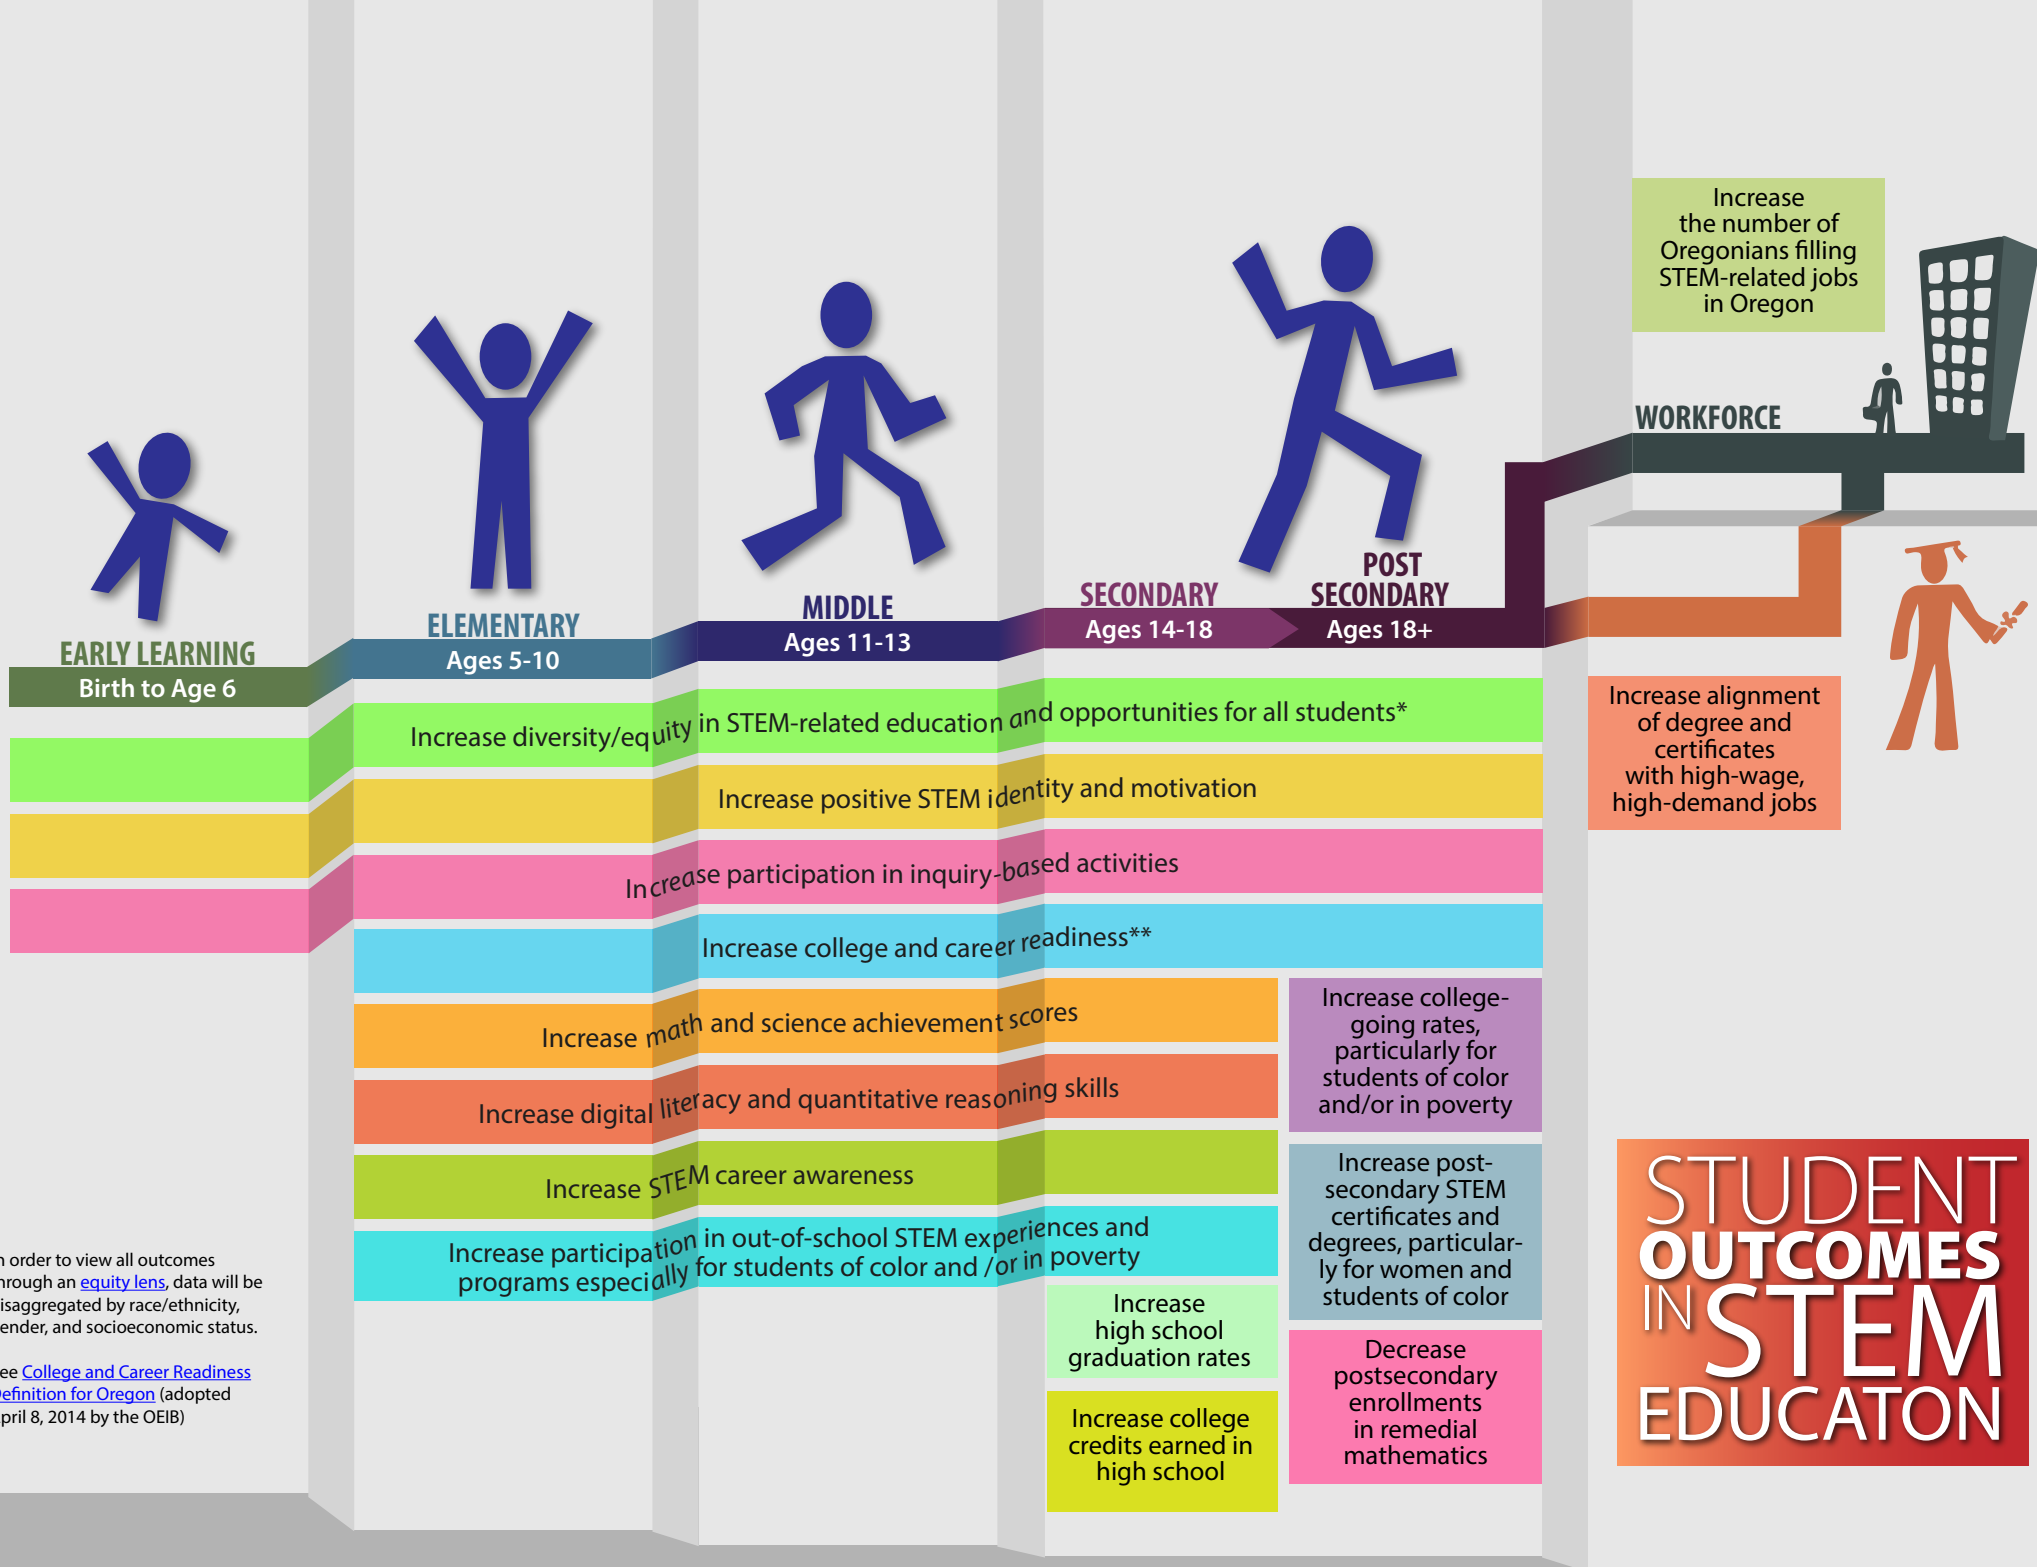 Increase
the number of
Oregonians filling
STEM-related jobs
in Oregon
WORKFORCE
EARLY LEARNING
Birth to Age 6
ELEMENTARY
Ages 5-10
MIDDLE
Ages 11-13
SECONDARY
Ages 14-18
POST
SECONDARY
Ages 18+
Increase diversity/equity in STEM-related education and opportunities for all students*
Increase positive STEM identity and motivation
Increase participation in inquiry-based activities
Increase college and career readiness**
Increase math and science achievement scores
Increase digital literacy and quantitative reasoning skills
Increase STEM career awareness
Increase participation in out-of-school STEM experiences and
programs especially for students of color and /or in poverty
Increase
high school
graduation rates
Increase college
credits earned in
high school
Increase college-
going rates,
particularly for
students of color
and/or in poverty
Increase post-
secondary STEM
certificates and
degrees, particular-
ly for women and
students of color
Decrease
postsecondary
enrollments
in remedial
mathematics
Increase alignment
of degree and
certificates
with high-wage,
high-demand jobs
n order to view all outcomes
hrough an equity lens, data will be
isaggregated by race/ethnicity,
ender, and socioeconomic status.
ee College and Career Readiness
efinition for Oregon (adopted
pril 8, 2014 by the OEIB)
STUDENT
OUTCOMES
IN STEM
EDUCATON